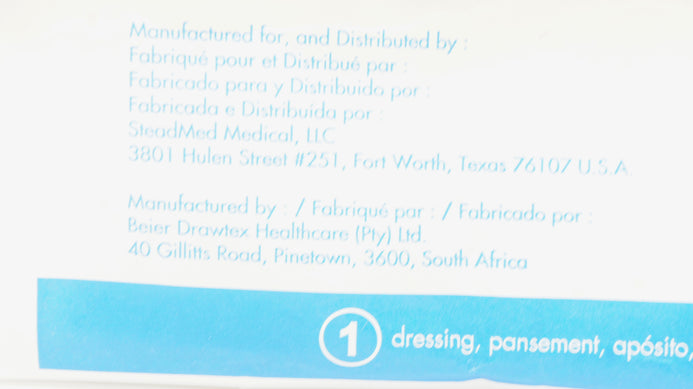 Manufactured for, and Distributed by :
Fabriqué pour et Distribué par :
Fabricado para y Distribuido por :
Fabricada e Distribuída por :
SteadMed Medical, LLC
3801 Hulen Street #251, Fort Worth, Texas 76107 U.S.A.
Manufactured by : / Fabriqué par : / Fabricado por :
Beier Drawtex Healthcare (Pty) Ltd.
40 Gillitts Road, Pinetown, 3600, South Africa
1 dressing, pansement, apósito,